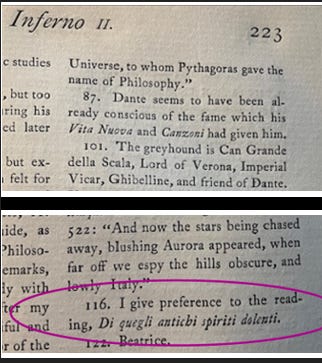 Inferno II.
223
c studies
, but too
ring his
ed later
but ex-
felt for
Universe, to whom Pythagoras gave the
name of Philosophy.”
87. Dante seems to have been al-
ready conscious of the fame which his
Vita Nuova and Canzoni had given him.
101. The greyhound is Can Grande
della Scala, Lord of Verona, Imperial
Vicar, Ghibelline, and friend of Dante.
ide, as
Philoso-
emarks,
ly with
ter my
ful and
r of the
522: “And now the stars being chased
away, blushing Aurora appeared, when
far off we espy the hills obscure, and
lowly Italy.”
116. I give preference to the read-
ing, Di quegli antichi spiriti dolenti.
122. Beatrice.